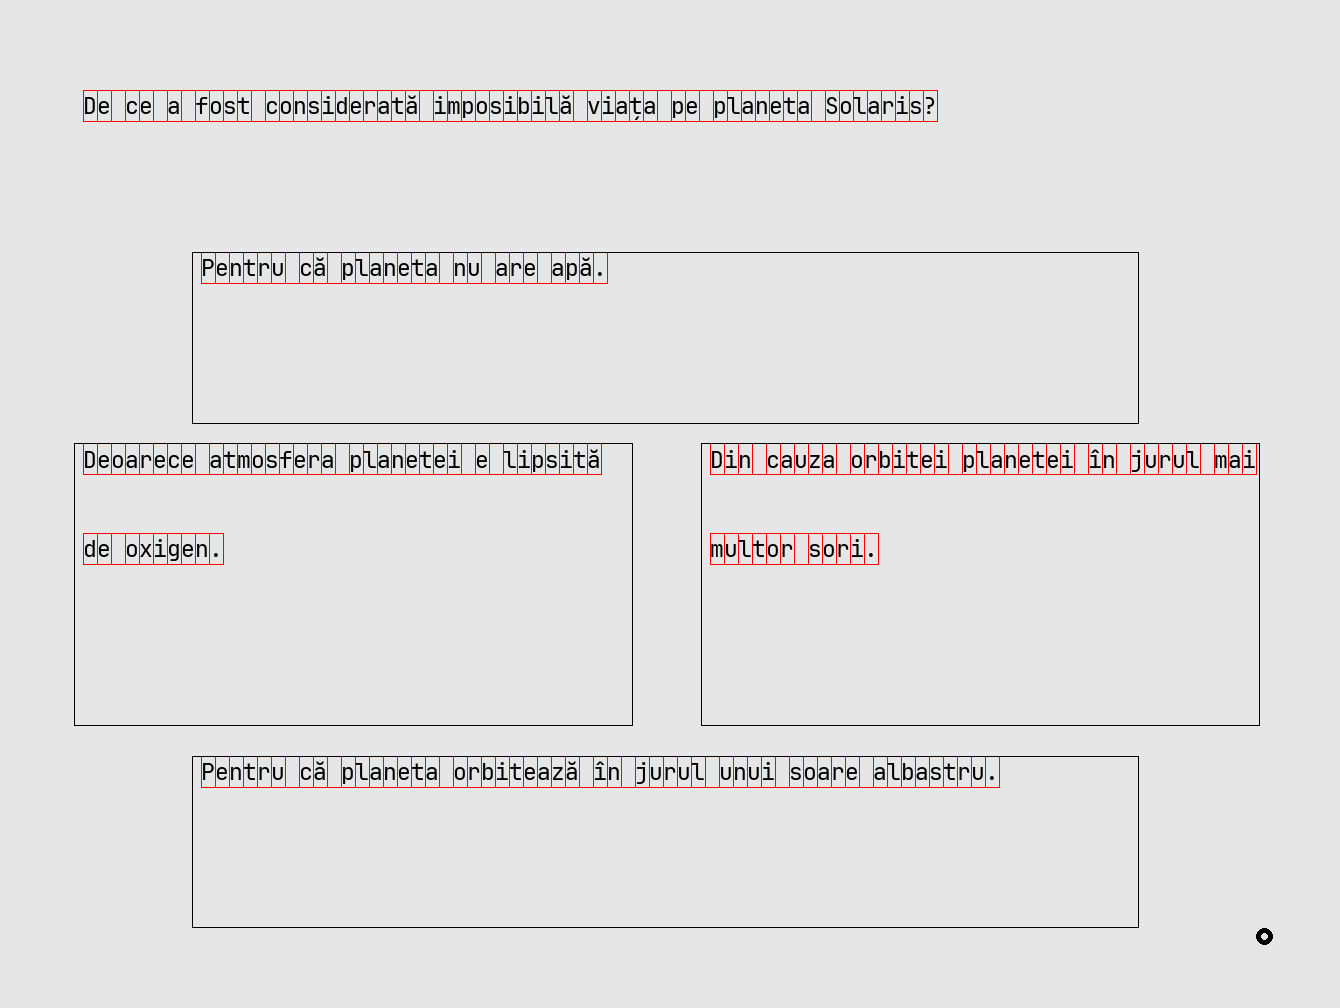 De ce a fost considerată imposibilă viața pe planeta Solaris?
Pentru că planeta nu are apă.
Deoarece atmosfera planetei e lipsită
de oxigen.
Din cauza orbitei planetei în jurul mai
multor sori.
Pentru că planeta orbitează în jurul unui soare albastru.